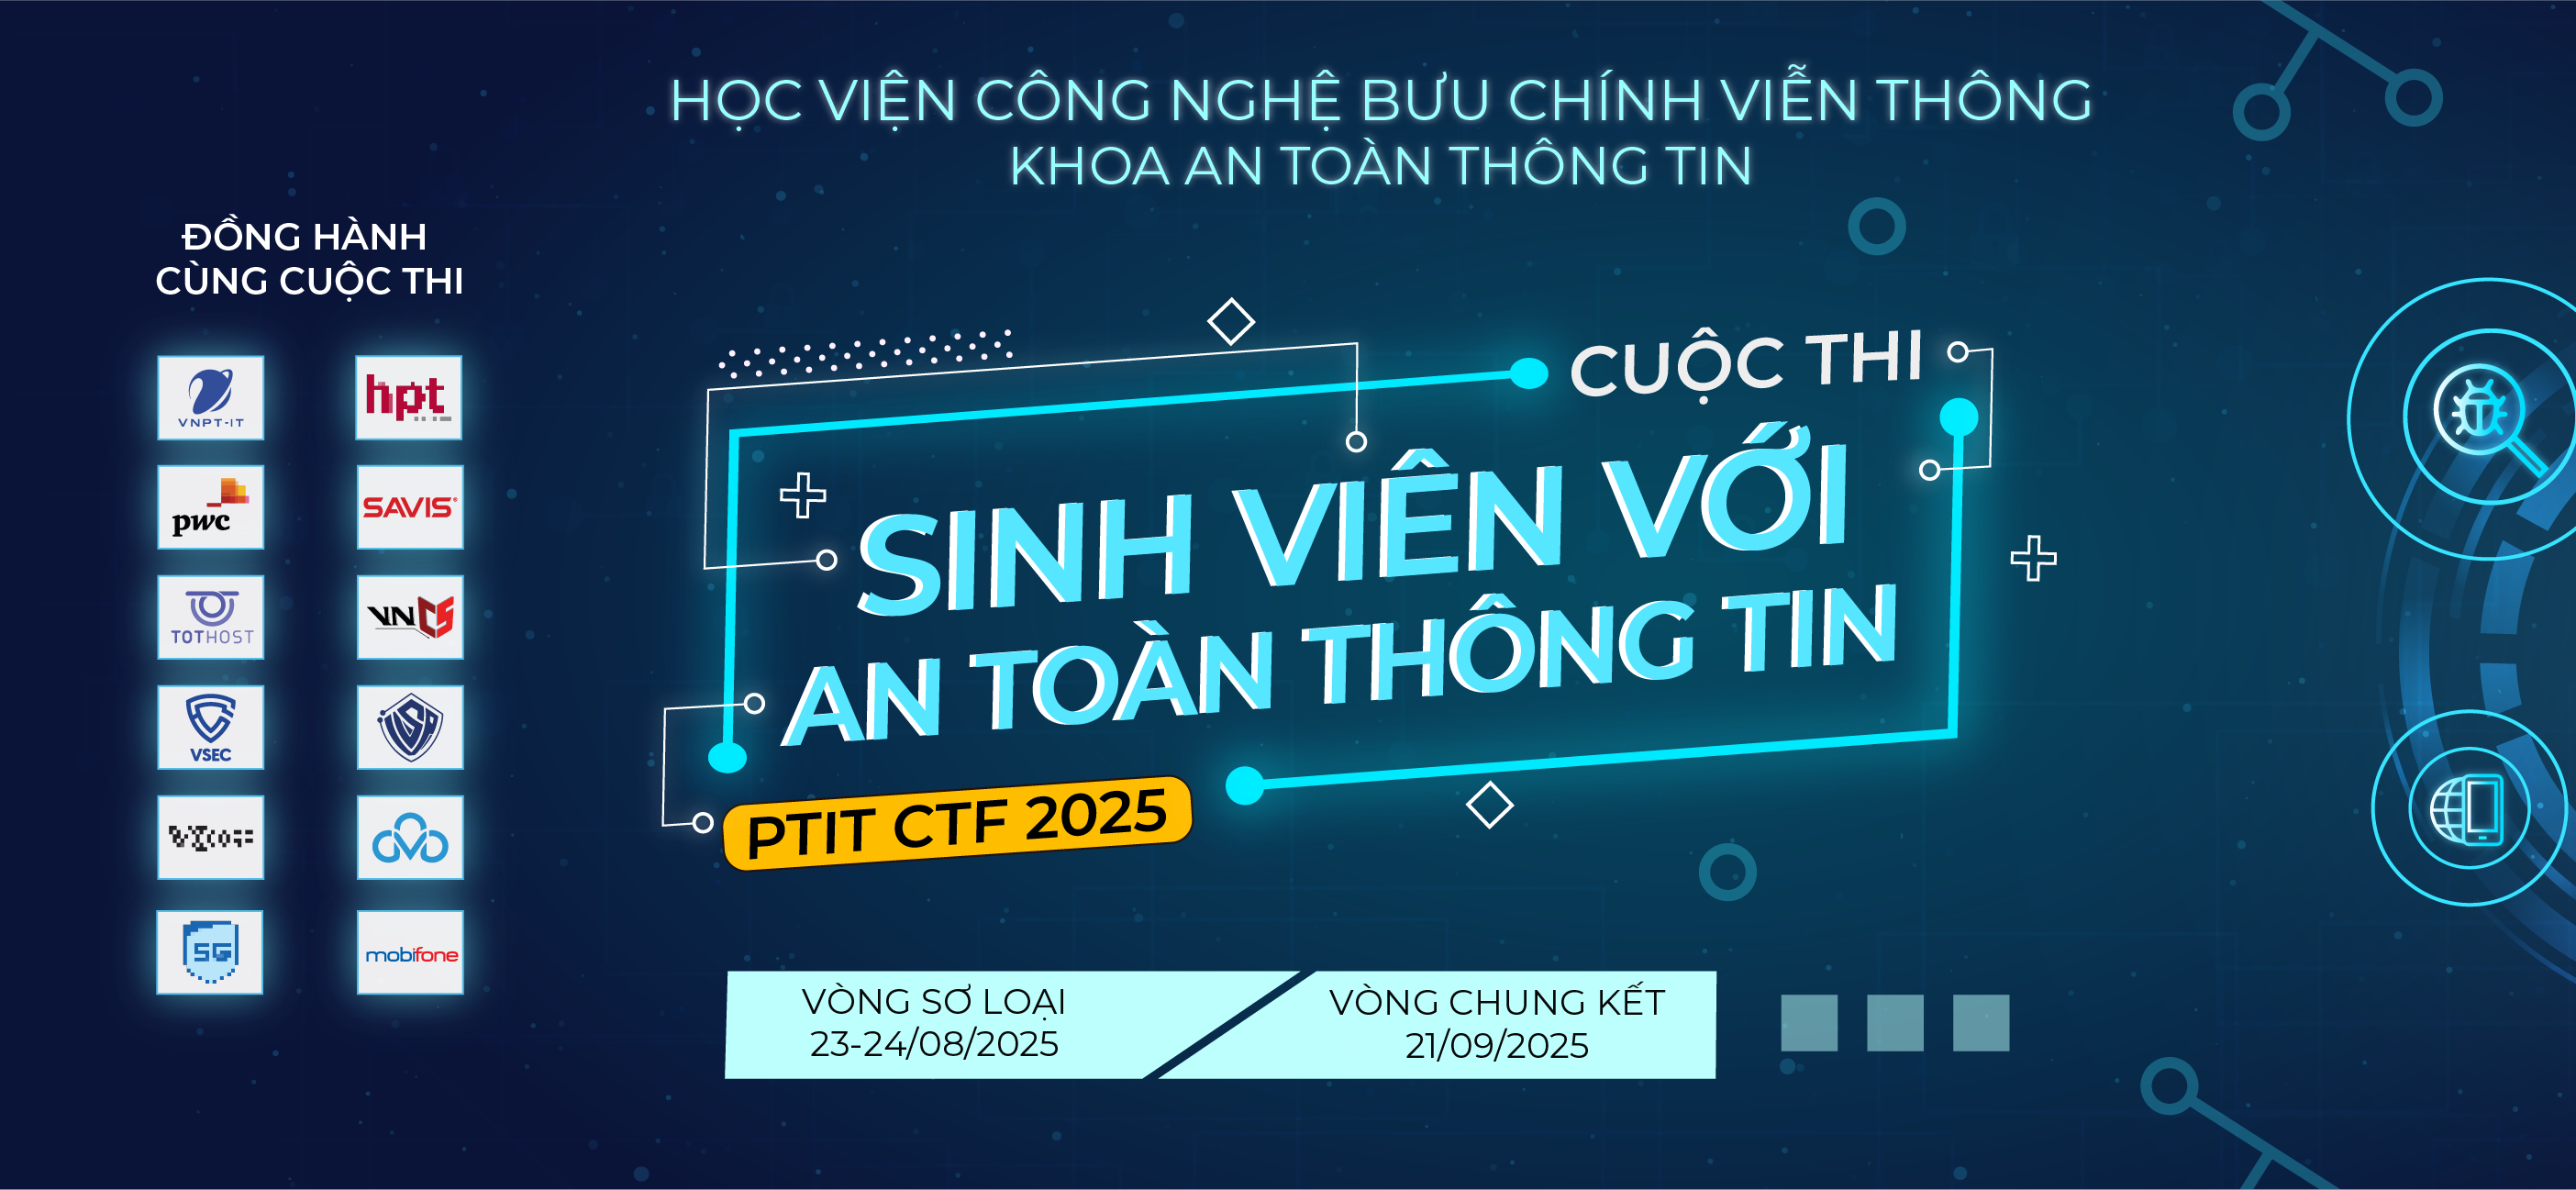 HỌC VIỆN CÔNG NGHỆ BƯU CHÍNH VIỄN THÔNG
KHOA AN TOÀN THÔNG TIN
ĐỒNG HÀNH
CÙNG CUỘC THI
VNPT-IT
hpt
pwc
SAVIS
TOTHOST
VNCS
VSEC
SG
mobifone
CUỘC THI
SINH VIÊN VỚI
AN TOÀN THÔNG TIN
PTIT CTF 2025
VÒNG SƠ LOẠI
23-24/08/2025
VÒNG CHUNG KẾT
21/09/2025